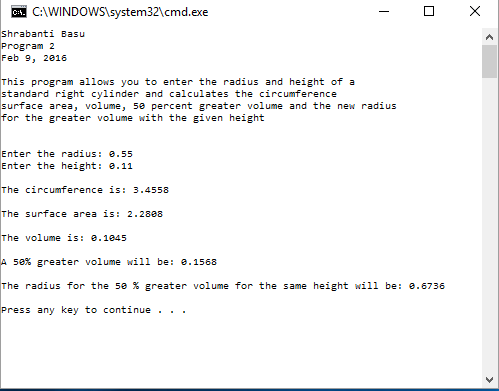 C:\WINDOWS\system32\cmd.exe
Shrabanti Basu
Program 2
Feb 9, 2016
This program allows you to enter the radius and height of a
standard right cylinder and calculates the circumference
surface area, volume, 50 percent greater volume and the new radius
for the greater volume with the given height
Enter the radius: 0.55
Enter the height: 0.11
The circumference is: 3.4558
The surface area is: 2.2808
The volume is: 0.1045
A 50% greater volume will be: 0.1568
The radius for the 50 % greater volume for the same height will be: 0.6736
Press any key to continue . . .